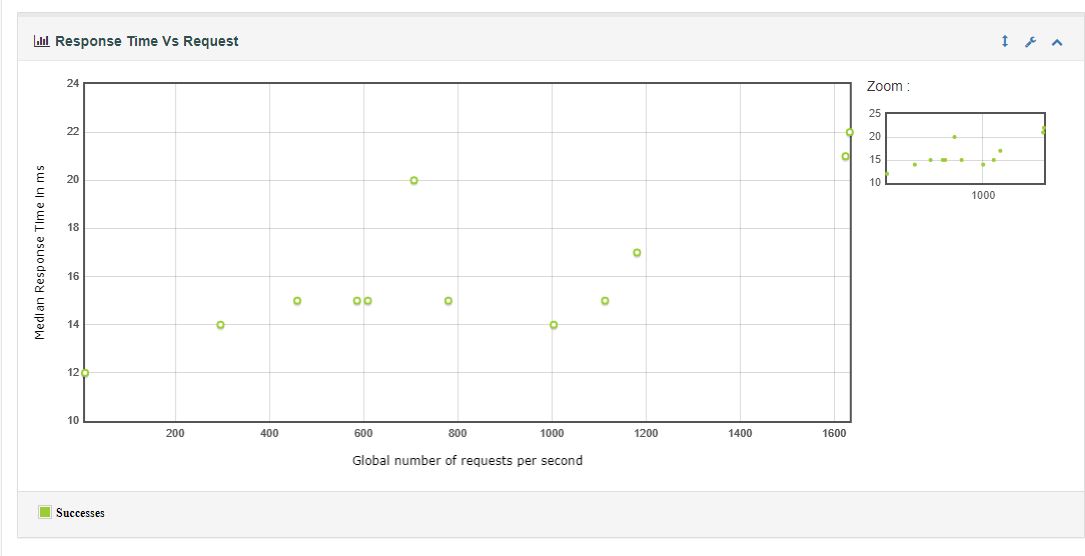 Response Time Vs Request
Zoom :
24
22
20
18
16
14
12
10
Median Response Time in ms
200 400 600 800 1000 1200 1400 1600
Global number of requests per second
25
20
15
10
1000
Successes